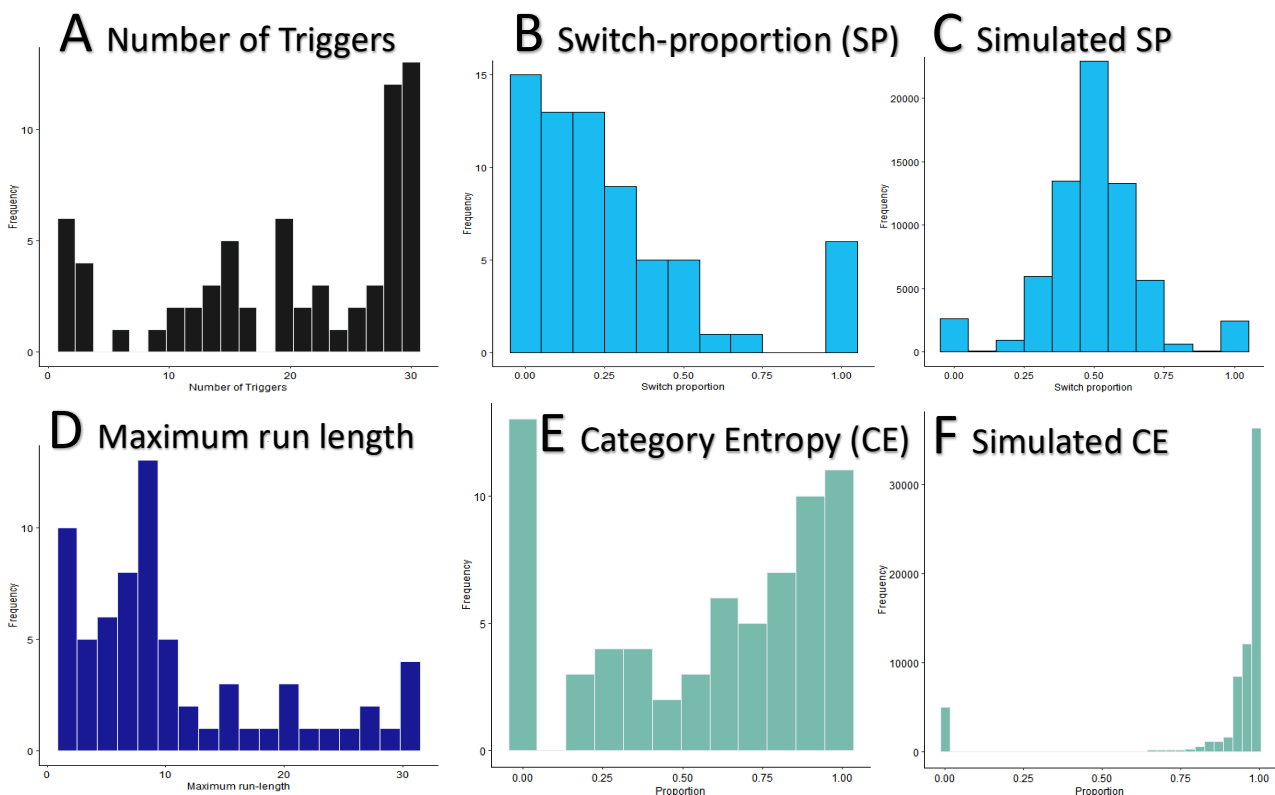 A Number of Triggers
Frequency
10
5
0
0 10 20 30
Number of Triggers
B Switch-proportion (SP)
Frequency
15
10
5
0
0.00 0.25 0.50 0.75 1.00
Switch proportion
C Simulated SP
Frequency
20000
15000
10000
5000
0
0.00 0.25 0.50 0.75 1.00
Switch proportion
D Maximum run length
Frequency
10
5
0
0 10 20 30
Maximum run-length
E Category Entropy (CE)
Frequency
10
5
0
0.00 0.25 0.50 0.75 1.00
Proportion
F Simulated CE
Frequency
30000
20000
10000
0
0.00 0.25 0.50 0.75 1.00
Proportion